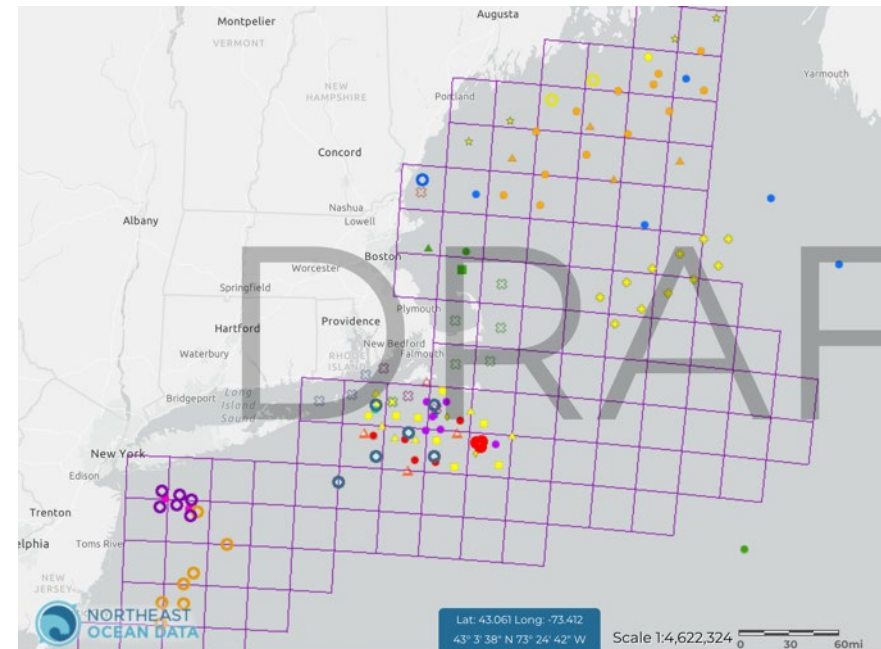 Montpelier
VERMONT
Augusta
Yarmouth
NEW
HAMPSHIRE
Portland
Concord
Nashua
Lowell
Albany
Boston
Worcester
Springfield
Plymouth
Hartford
Providence
New Bedford
Falmouth
Waterbury
RHODE
ISLAND
Bridgeport
Long
Island
Sound
New York
Edison
Trenton
elphia
Toms River
NEW
JERSEY
DRAF
NORTHEAST
OCEAN DATA
Lat: 43.061 Long: -73.412
43° 3' 38" N 73° 24' 42" W
Scale 1:4,622,324
0 30 60mi